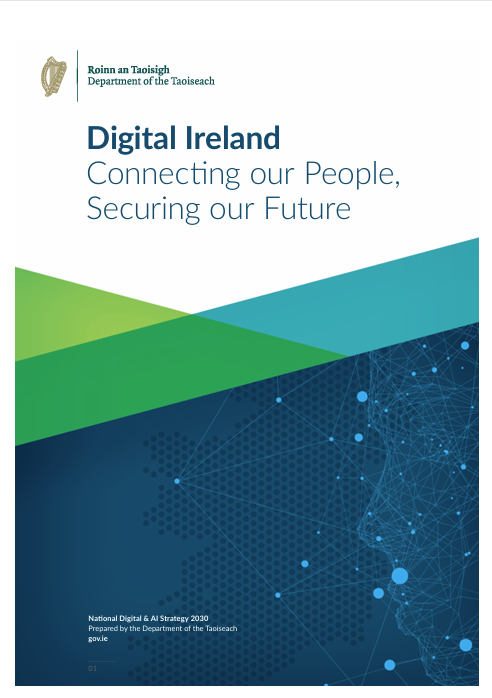 Roinn an Taoisigh
Department of the Taoiseach
Digital Ireland
Connecting our People,
Securing our Future
National Digital & AI Strategy 2030
Prepared by the Department of the Taoiseach
gov.ie
01